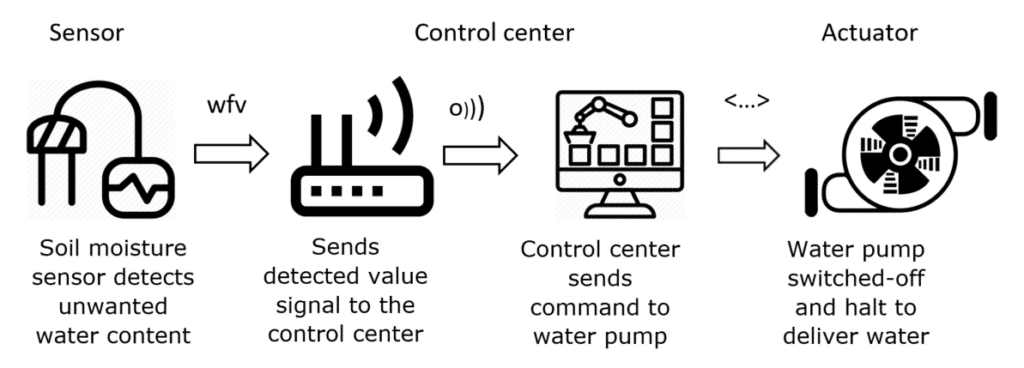 Sensor
Control center
Actuator
wfv
o)))
<...>
Soil moisture
sensor detects
unwanted
water content
Sends
detected value
signal to the
control center
Control center
sends
command to
water pump
Water pump
switched-off
and halt to
deliver water